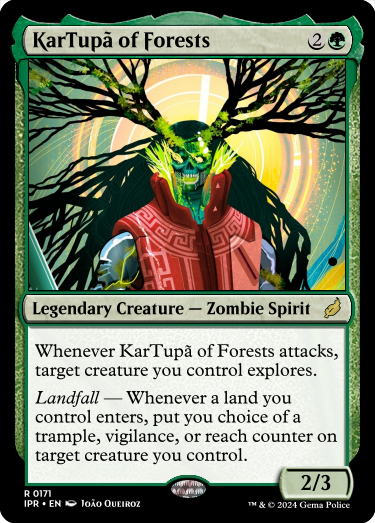 KarTupã of Forests 2
Legendary Creature — Zombie Spirit
Whenever KarTupã of Forests attacks,
target creature you control explores.
Landfall — Whenever a land you
control enters, put you choice of a
trample, vigilance, or reach counter on
target creature you control.
2/3
R 0171
IPR • EN João Queiroz
™ & © 2024 Gema Police